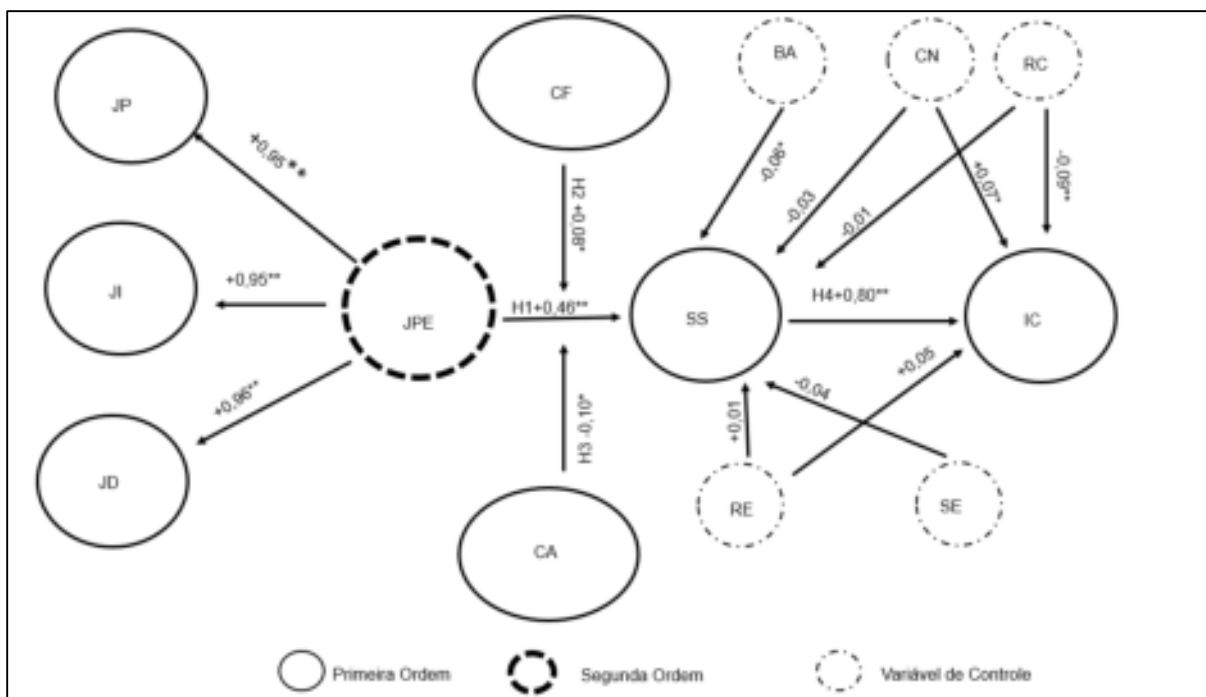 BA
CN
RC
JP
CF
+0,95**
-0,06*
-0,03
-0,01
+0,07*
-0,09**
H2 +0,08*
JI
+0,95**
JPE
H1+0,46**
SS
H4+0,80**
IC
+0,96**
H3 -0,10*
+0,01
-0,04
+0,05
JD
CA
RE
SE
Primeira Ordem
Segunda Ordem
Variável de Controle